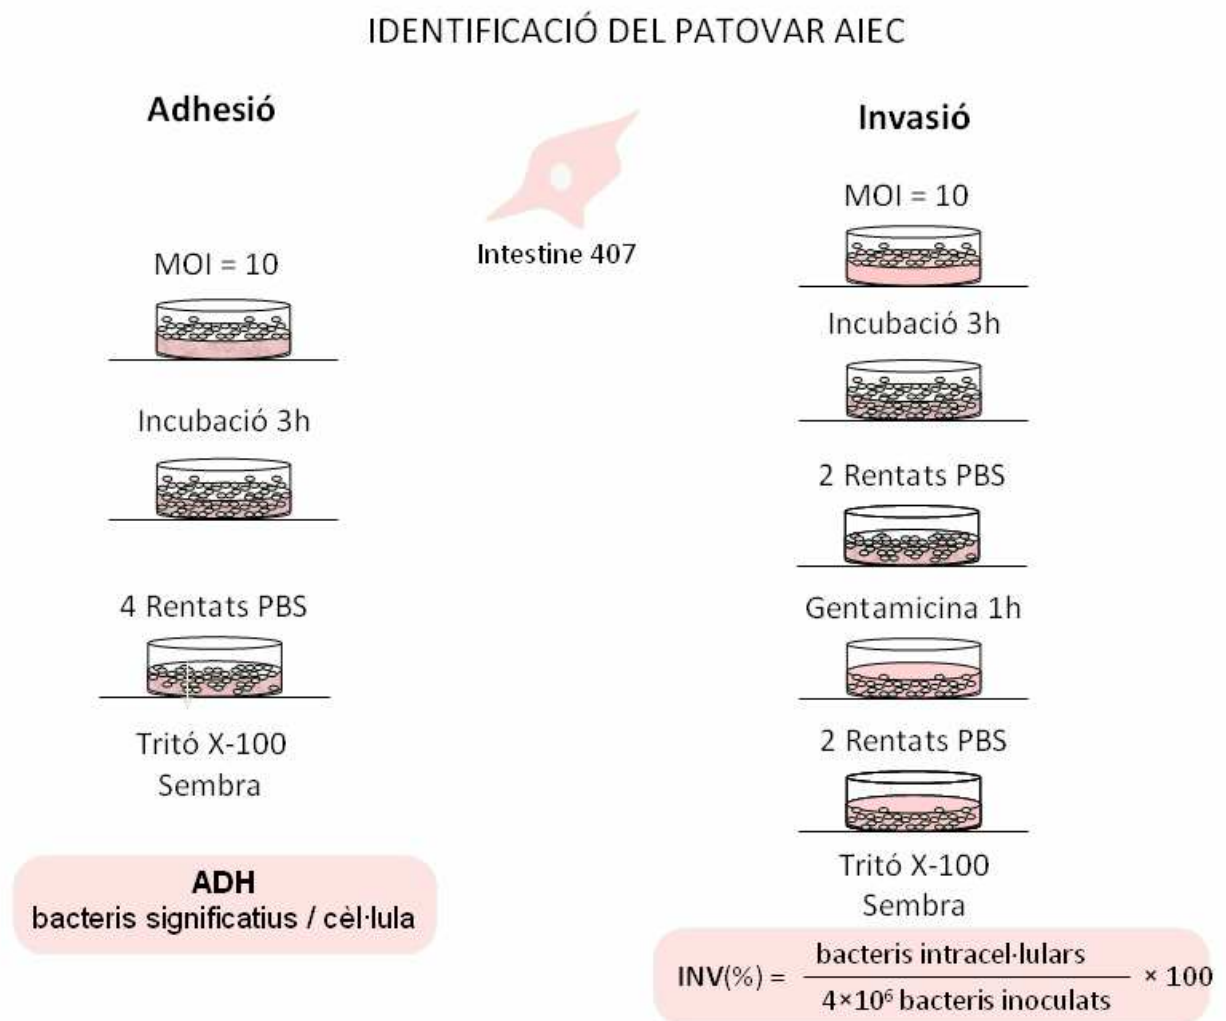 IDENTIFICACIÓ DEL PATOVAR AIEC
Adhesió
MOI = 10
Incubació 3h
4 Rentats PBS
Tritó X-100
Sembra
ADH
bacteris significatius / cèl·lula
Intestine 407
Invasió
MOI = 10
Incubació 3h
2 Rentats PBS
Gentamicina 1h
2 Rentats PBS
Tritó X-100
Sembra
INV(%) = bacteris intracel·lulars / 4×10⁶ bacteris inoculats × 100